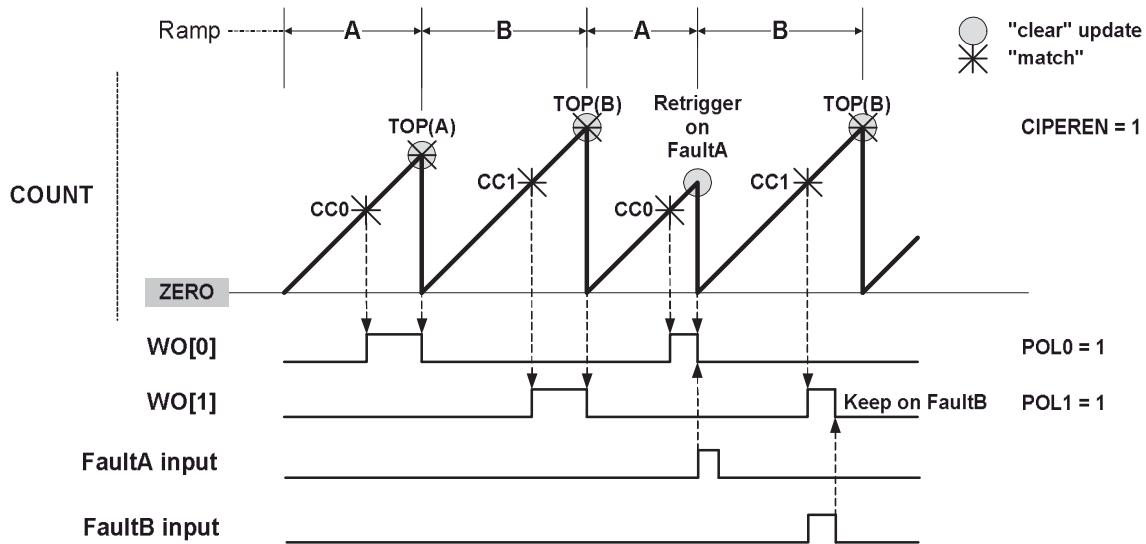 Ramp
A
B
A
B
"clear" update
"match"
COUNT
TOP(A)
TOP(B)
Retrigger
on
FaultA
TOP(B)
CIPEREN = 1
CC0
CC1
CC0
CC1
ZERO
WO[0]
POL0 = 1
WO[1]
Keep on FaultB
POL1 = 1
FaultA input
FaultB input